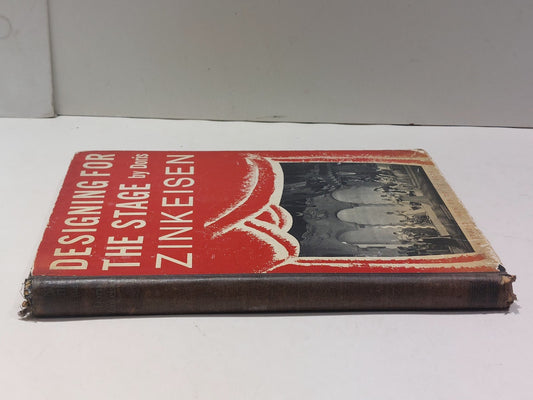 DESIGNING FOR
THE STAGE by Doris
ZINKEISEN